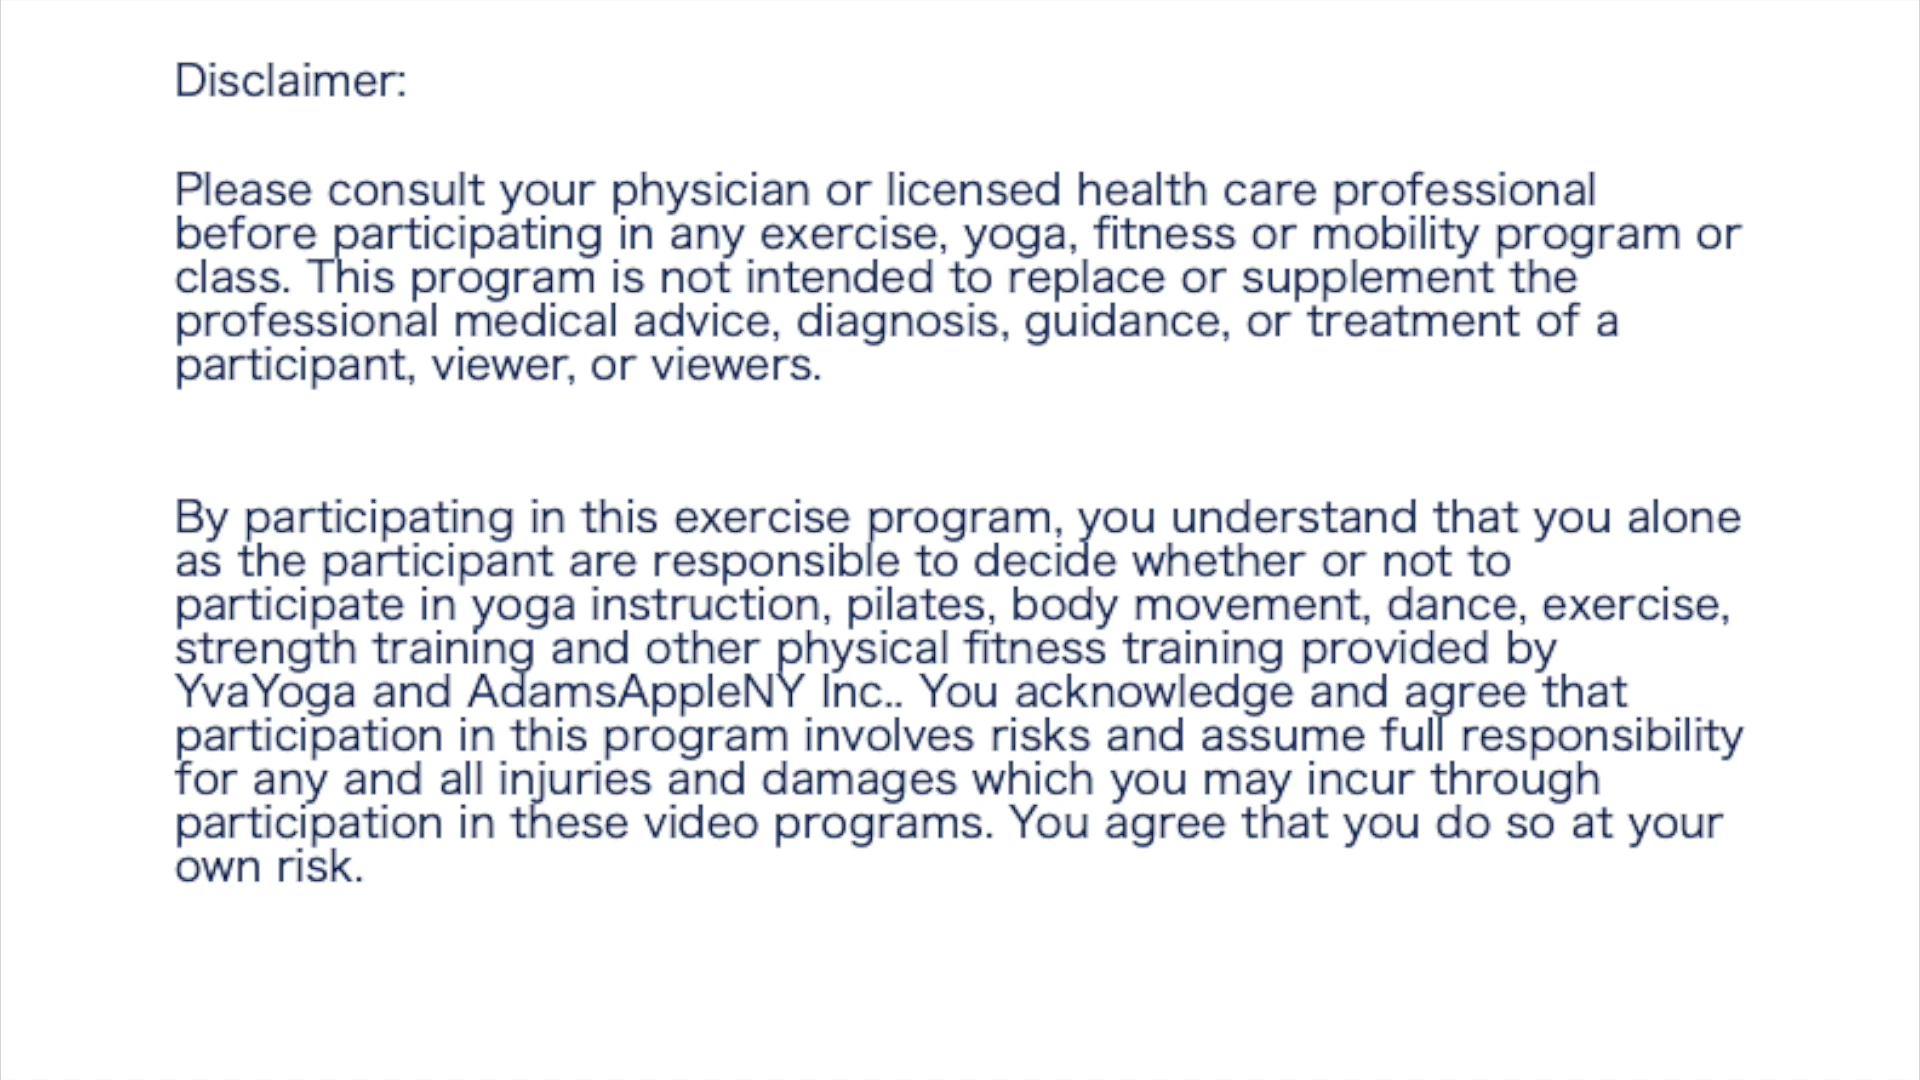 Disclaimer:
Please consult your physician or licensed health care professional
before participating in any exercise, yoga, fitness or mobility program or
class. This program is not intended to replace or supplement the
professional medical advice, diagnosis, guidance, or treatment of a
participant, viewer, or viewers.
By participating in this exercise program, you understand that you alone
as the participant are responsible to decide whether or not to
participate in yoga instruction, pilates, body movement, dance, exercise,
strength training and other physical fitness training provided by
YvaYoga and AdamsAppleNY Inc.. You acknowledge and agree that
participation in this program involves risks and assume full responsibility
for any and all injuries and damages which you may incur through
participation in these video programs. You agree that you do so at your
own risk.